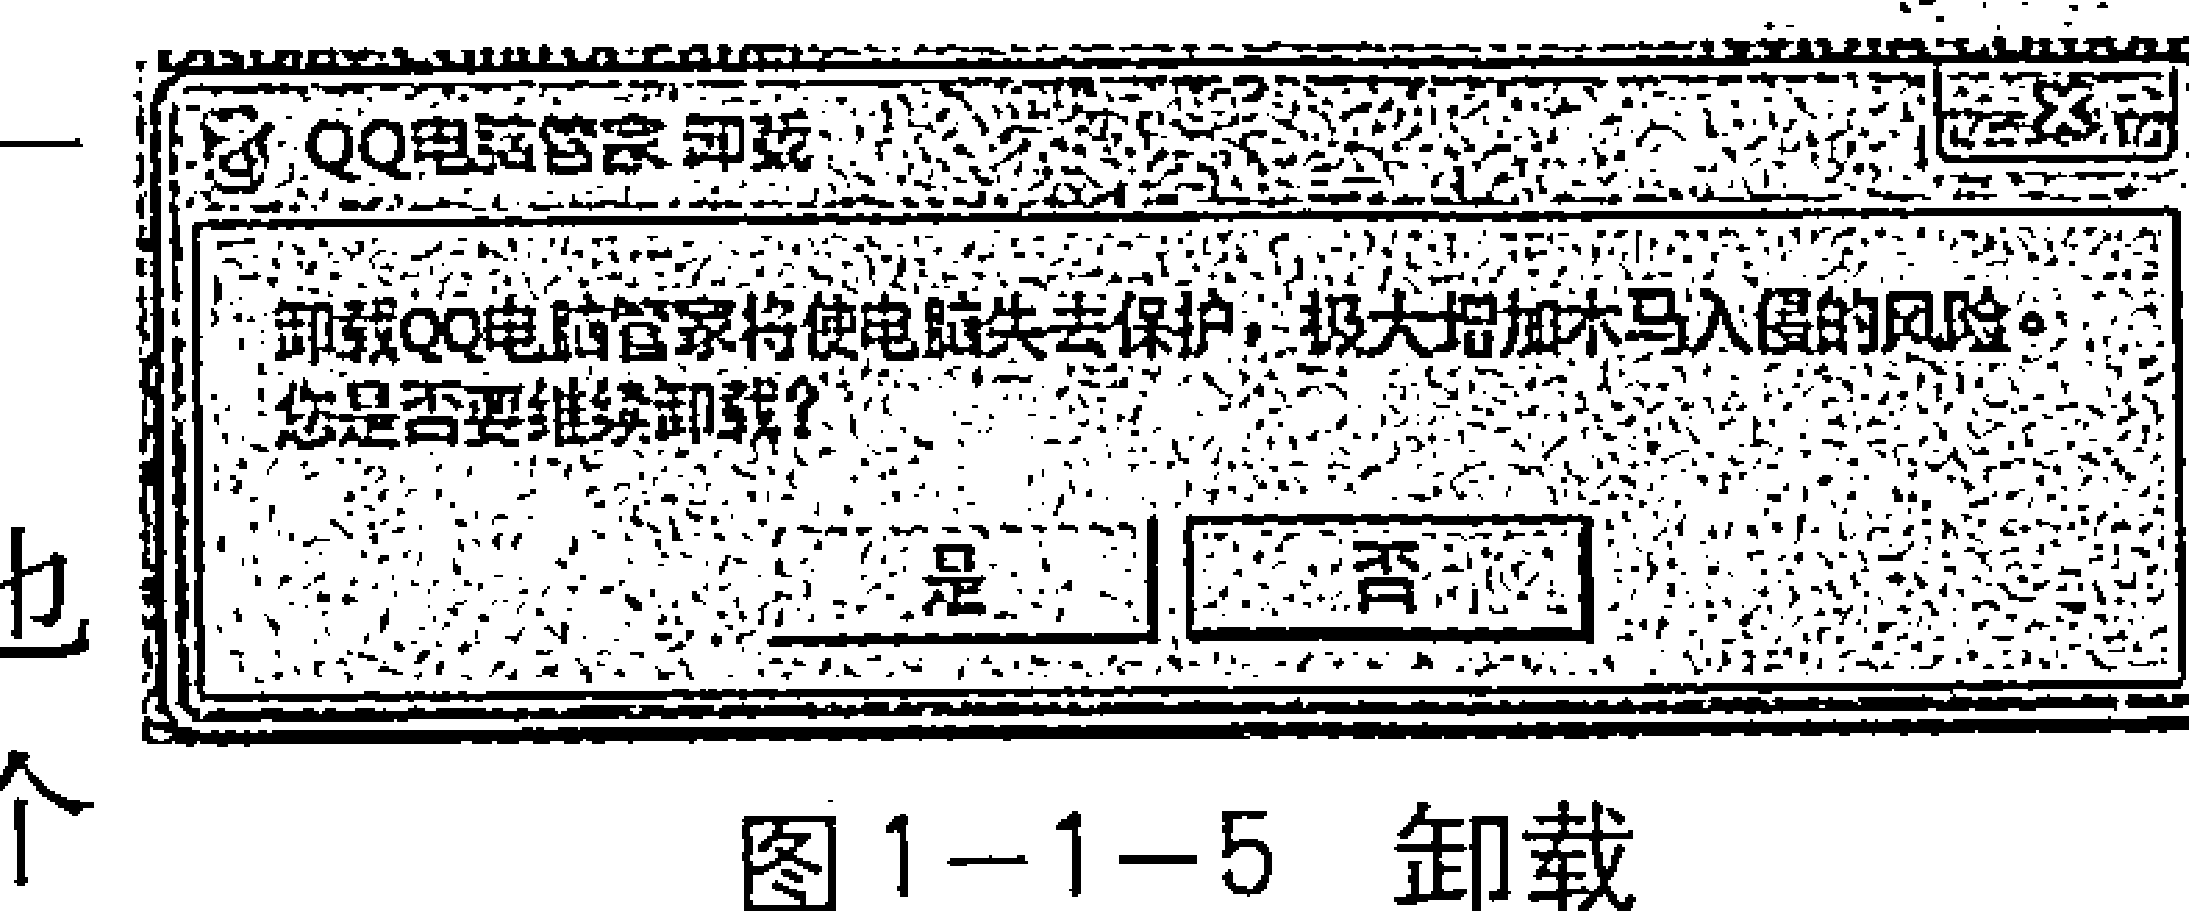 QQ电脑管家 卸载
卸载QQ电脑管家将使电脑失去保护，极大增加木马入侵的风险。
您是否要继续卸载？
是 否
也
个
图1-1-5 卸载